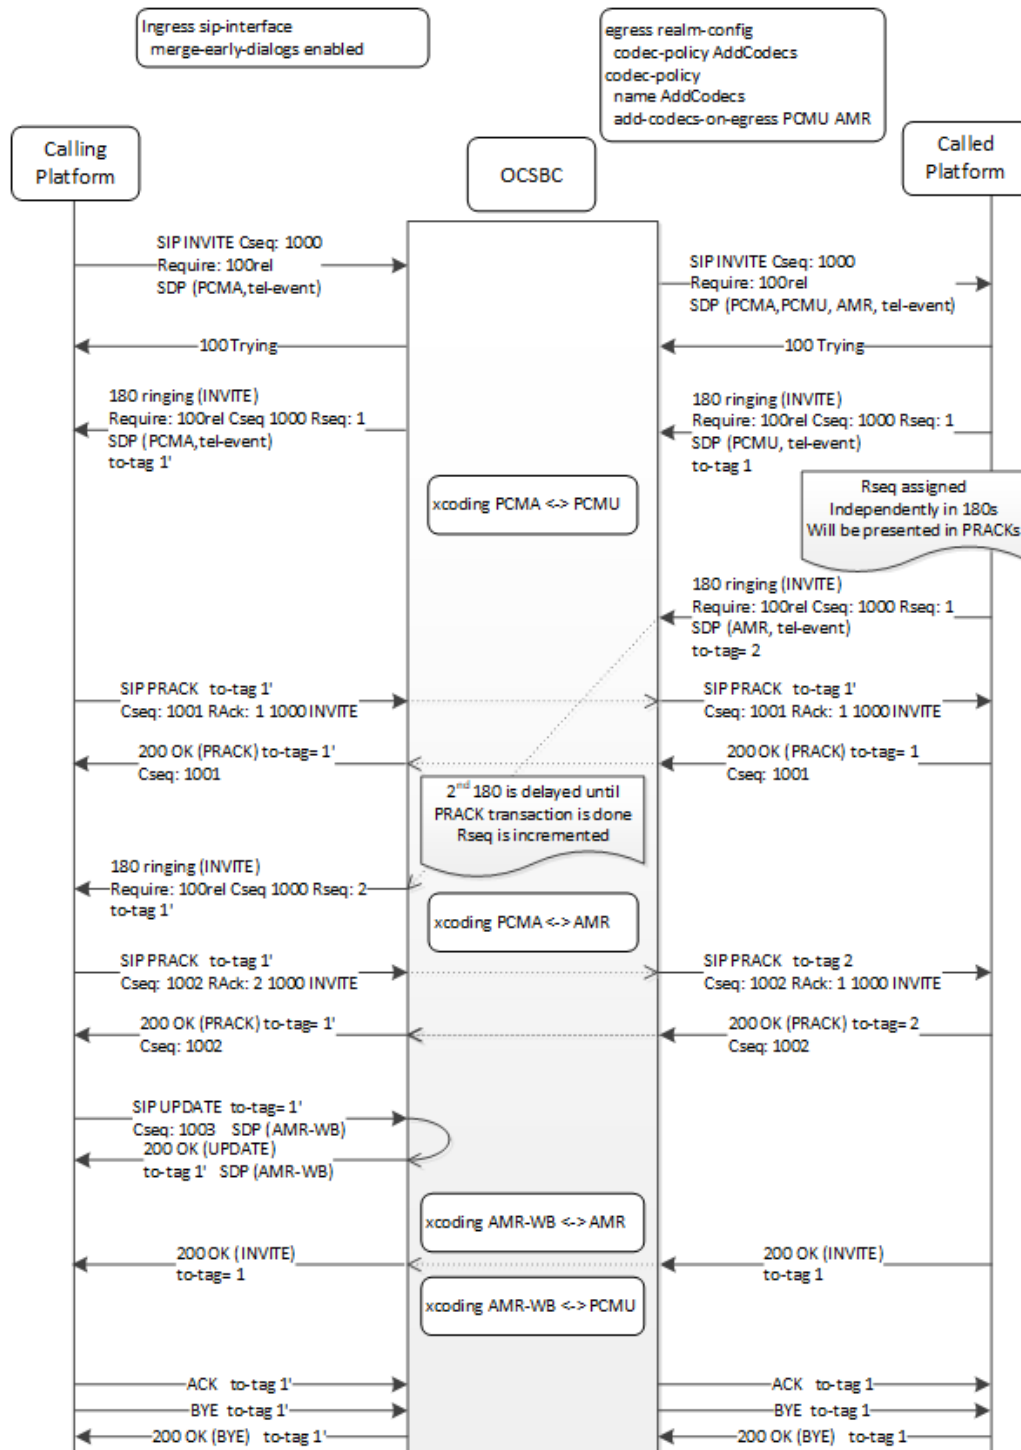 Ingress sip-interface
merge-early-dialogs enabled
egress realm-config
codec-policy AddCodecs
codec-policy
name AddCodecs
add-codecs-on-egress PCMU AMR
Calling
Platform
OCSBC
Called
Platform
SIP INVITE Cseq: 1000
Require: 100rel
SDP (PCMA,tel-event)
SIP INVITE Cseq: 1000
Require: 100rel
SDP (PCMA,PCMU, AMR, tel-event)
100 Trying
100 Trying
180 ringing (INVITE)
Require: 100rel Cseq 1000 Rseq: 1
SDP (PCMA,tel-event)
to-tag 1'
180 ringing (INVITE)
Require: 100rel Cseq: 1000 Rseq: 1
SDP (PCMU, tel-event)
to-tag 1
xcoding PCMA <-> PCMU
Rseq assigned
Independently in 180s
Will be presented in PRACKs
180 ringing (INVITE)
Require: 100rel Cseq: 1000 Rseq: 1
SDP (AMR, tel-event)
to-tag= 2
SIP PRACK to-tag 1'
Cseq: 1001 RAck: 1 1000 INVITE
SIP PRACK to-tag 1'
Cseq: 1001 RAck: 1 1000 INVITE
200 OK (PRACK) to-tag= 1'
Cseq: 1001
200 OK (PRACK) to-tag= 1
Cseq: 1001
2nd 180 is delayed until
PRACK transaction is done
Rseq is incremented
180 ringing (INVITE)
Require: 100rel Cseq 1000 Rseq: 2
to-tag 1'
xcoding PCMA <-> AMR
SIP PRACK to-tag 1'
Cseq: 1002 RAck: 2 1000 INVITE
SIP PRACK to-tag 2
Cseq: 1002 RAck: 1 1000 INVITE
200 OK (PRACK) to-tag= 1'
Cseq: 1002
200 OK (PRACK) to-tag= 2
Cseq: 1002
SIP UPDATE to-tag= 1'
Cseq: 1003 SDP (AMR-WB)
200 OK (UPDATE)
to-tag 1' SDP (AMR-WB)
xcoding AMR-WB <-> AMR
200 OK (INVITE)
to-tag= 1
200 OK (INVITE)
to-tag 1
xcoding AMR-WB <-> PCMU
ACK to-tag 1'
ACK to-tag 1
BYE to-tag 1'
BYE to-tag 1
200 OK (BYE) to-tag 1'
200 OK (BYE) to-tag 1